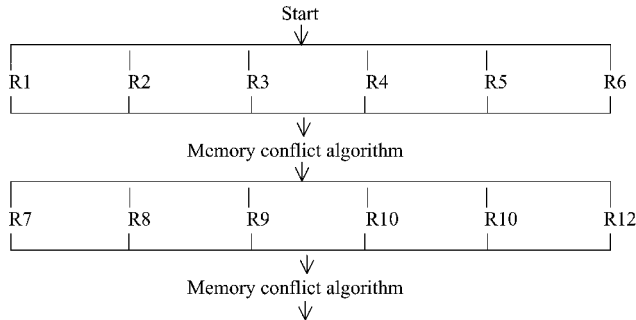 Start
R1 R2 R3 R4 R5 R6
Memory conflict algorithm
R7 R8 R9 R10 R10 R12
Memory conflict algorithm